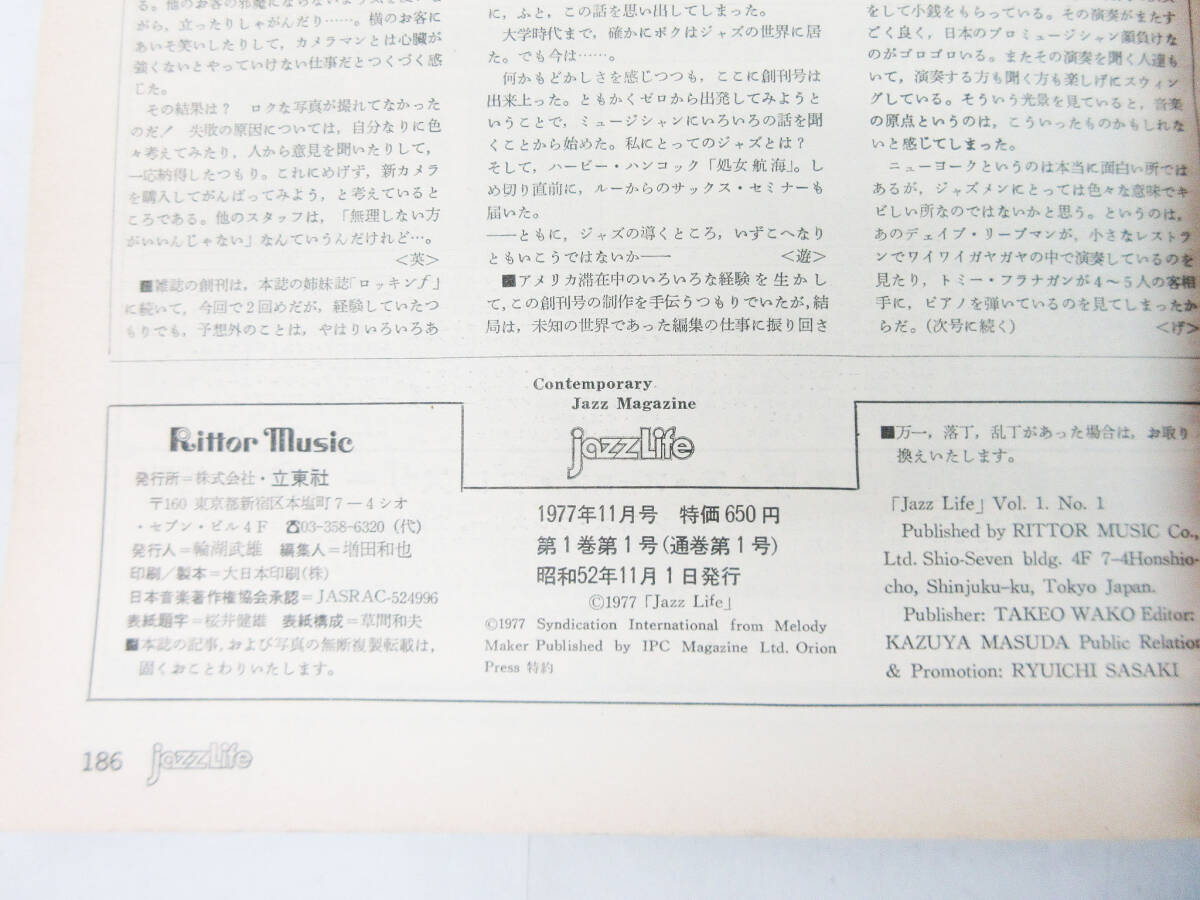 る。他のお客の邪魔にならないよう気を使いな
がら、立ったりしゃがんだり……。横のお客に
あいそ笑いしたりして，カメラマンとは心臓が
強くないとやっていけない仕事だとつくづく感
じた。
その結果は？　ロクな写真が撮れてなかった
のだ！　失敗の原因については，自分なりに色
々考えてみたり，人から意見を聞いたりして，
一応納得したつもり。これにめげず，新カメラ
を購入してがんばってみよう，と考えていると
ころである。他のスタッフは，「無理しない方
がいいんじゃない」なんていうんだけれど…。
<英>
■雑誌の創刊は，本誌の姉妹誌「ロッキンf」
に続いて，今回で2回めだが，経験していたつ
もりでも，予想外のことは，やはりいろいろあ
に，ふと，この話を思い出してしまった。
大学時代まで，確かにボクはジャズの世界に居
た。でも今は……。
何かもどかしさを感じつつも，ここに創刊号は
出来上った。ともかくゼロから出発してみようと
いうことで，ミュージシャンにいろいろの話を聞
くことから始めた。私にとってのジャズとは？
そして，ハービー・ハンコック「処女航海」。し
め切り直前に，ルーからのサックス・セミナーも
届いた。
——ともに，ジャズの導くところ，いずこへなり
ともいこうではないか——　<遊>
■アメリカ滞在中のいろいろな経験を生かし
て，この創刊号の制作を手伝うつもりでいたが，結
局は，未知の世界であった編集の仕事に振り回さ
をして小銭をもらっている。その演奏がまたす
ごく良く，日本のプロミュージシャン顔負けな
のがゴロゴロいる。またその演奏を聞く人達も
いて，演奏する方も聞く方も楽しげにスウィン
グしている。そういう光景を見ていると，音楽
の原点というのは，こういったものかもしれな
いと感じてしまった。
ニューヨークというのは本当に面白い所では
あるが，ジャズメンにとっては色々な意味でキ
ビしい所なのではないかと思う。というのは，
あのデェイブ・リーブマンが，小さなレストラ
ンでワイワイガヤガヤの中で演奏しているのを
見たり，トミー・フラナガンが4〜5人の客相
手に，ピアノを弾いているのを見てしまったか
らだ。（次号に続く）　<げ>
Contemporary
Jazz Magazine
jazzLife
Rittor Music
発行所＝株式会社・立東社
〒160 東京都新宿区本塩町7－4シオ
・セブン・ビル4F ☎03-358-6320（代）
発行人＝輪湖武雄　編集人＝増田和也
印刷／製本＝大日本印刷(株)
日本音楽著作権協会承認＝JASRAC-524996
表紙題字＝桜井健雄　表紙構成＝草間和夫
■本誌の記事，および写真の無断複製転載は，
固くおことわりいたします。
1977年11月号　特価650円
第1巻第1号(通巻第1号)
昭和52年11月1日発行
©1977「Jazz Life」
©1977 Syndication International from Melody
Maker Published by IPC Magazine Ltd. Orion
Press 特約
■万一，落丁，乱丁があった場合は，お取り
換えいたします。
「Jazz Life」Vol. 1. No. 1
Published by RITTOR MUSIC Co.,
Ltd. Shio-Seven bldg. 4F 7-4Honshio-
cho, Shinjuku-ku, Tokyo Japan.
Publisher: TAKEO WAKO Editor:
KAZUYA MASUDA Public Relation
& Promotion: RYUICHI SASAKI
186 jazzLife